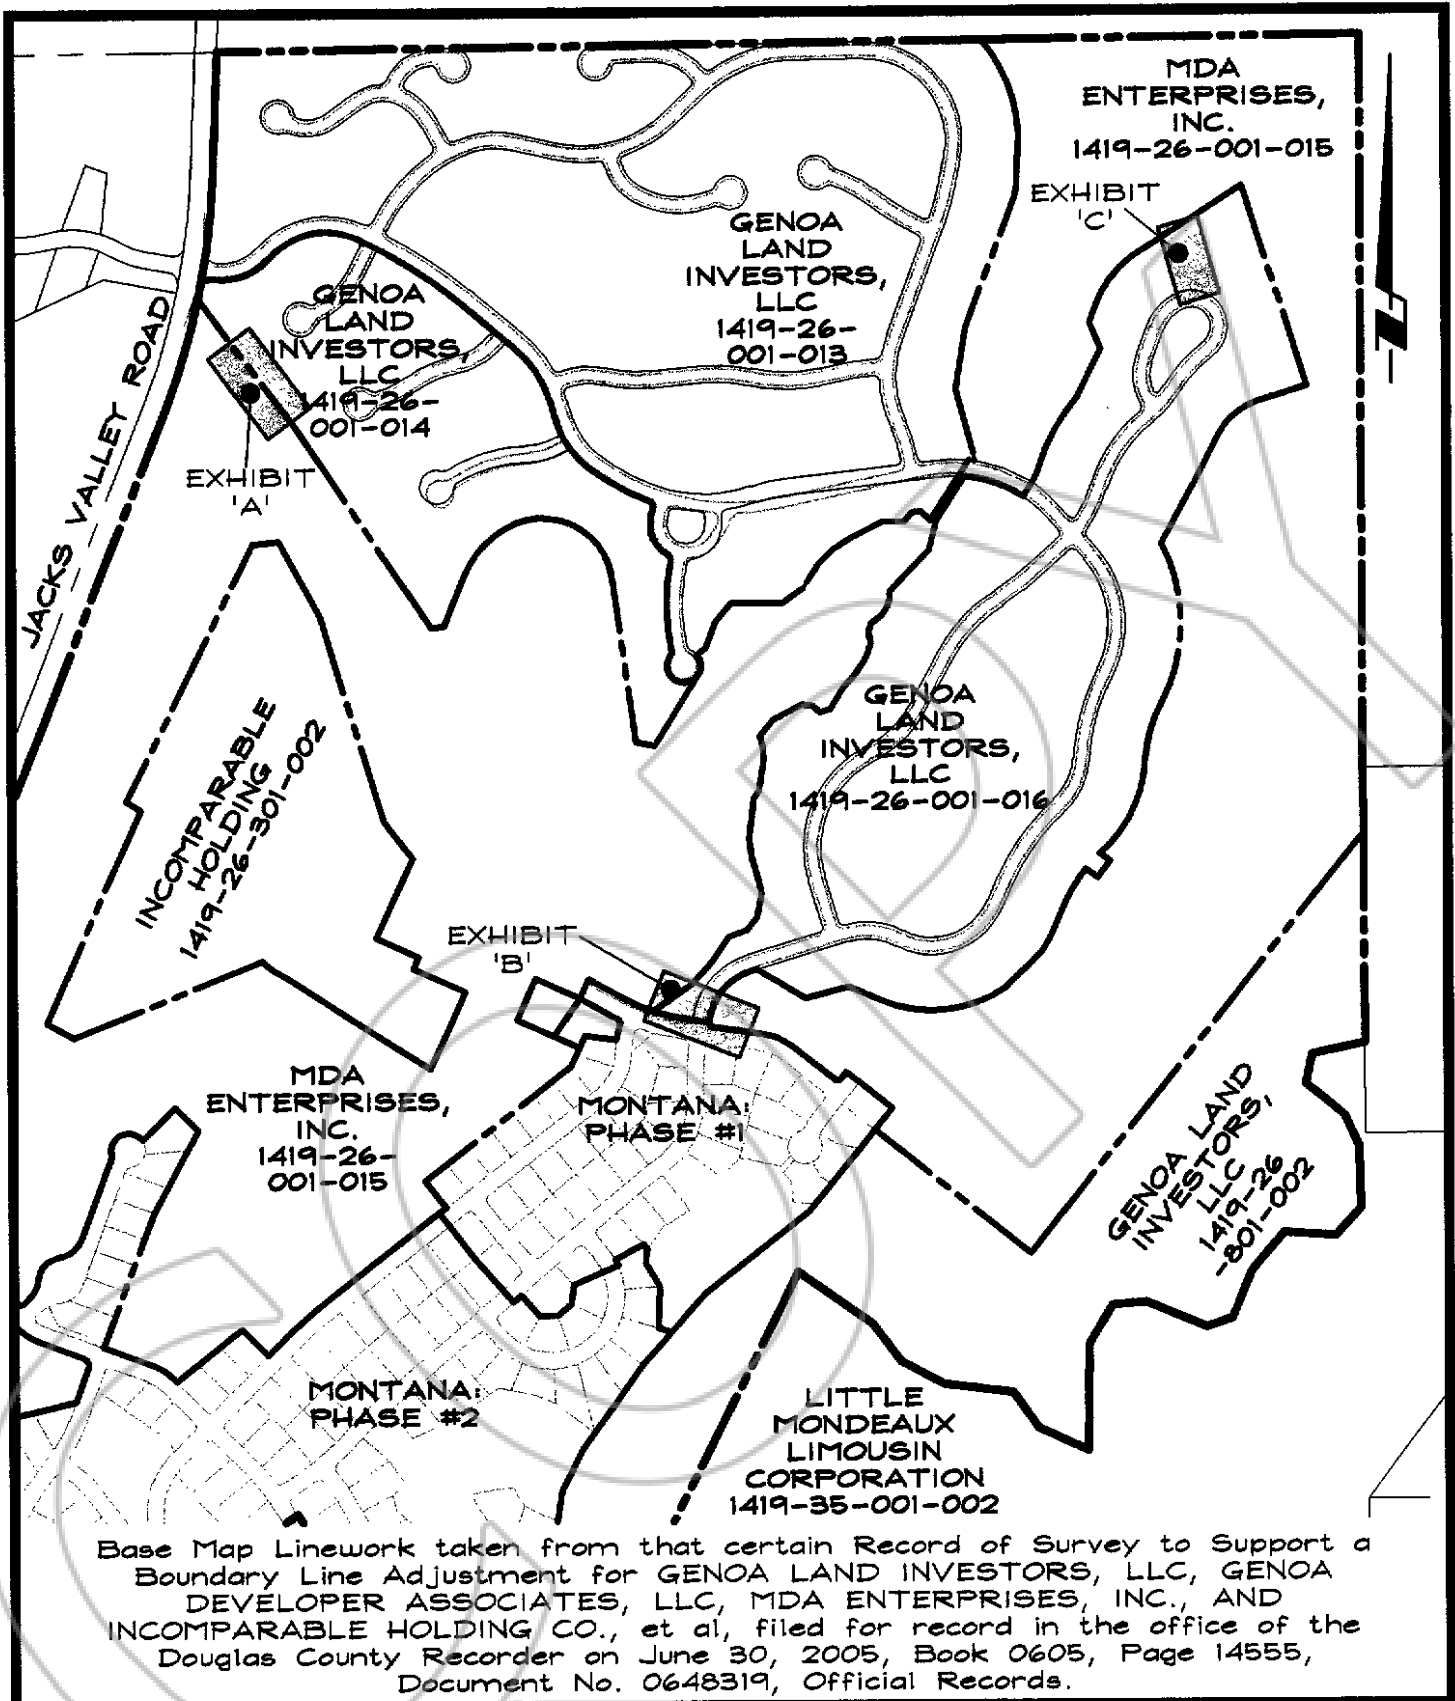 MDA
ENTERPRISES,
INC.
1419-26-001-015
EXHIBIT
'C'
GENOA
LAND
INVESTORS,
LLC
1419-26-
001-013
GENOA
LAND
INVESTORS,
LLC
1419-26-
001-014
JACKS VALLEY ROAD
EXHIBIT
'A'
GENOA
LAND
INVESTORS,
LLC
1419-26-001-016
INCOMPARABLE
HOLDING
1419-26-301-002
EXHIBIT
'B'
MDA
ENTERPRISES,
INC.
1419-26-
001-015
MONTANA:
PHASE #1
GENOA LAND
INVESTORS,
LLC
1419-26
-801-002
MONTANA:
PHASE #2
LITTLE
MONDEAUX
LIMOUSIN
CORPORATION
1419-35-001-002
Base Map Linework taken from that certain Record of Survey to Support a
Boundary Line Adjustment for GENOA LAND INVESTORS, LLC, GENOA
DEVELOPER ASSOCIATES, LLC, MDA ENTERPRISES, INC., AND
INCOMPARABLE HOLDING CO., et al, filed for record in the office of the
Douglas County Recorder on June 30, 2005, Book 0605, Page 14555,
Document No. 0648319, Official Records.
COPY